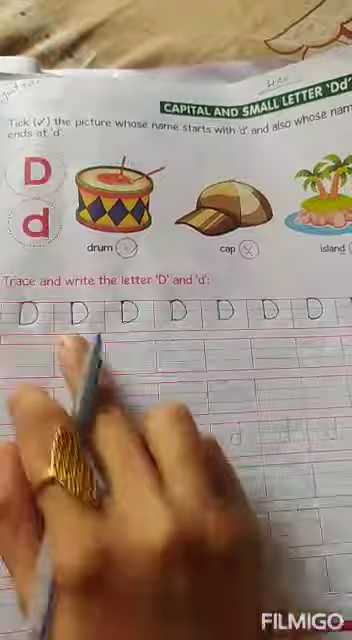 CAPITAL AND SMALL LETTER 'Dd'
Tick (✓) the picture whose name starts with 'd' and also whose nam
ends at 'd'.
D
d
drum
cap
island
Trace and write the letter 'D' and 'd':
D D D D D D D
d
FILMIGO